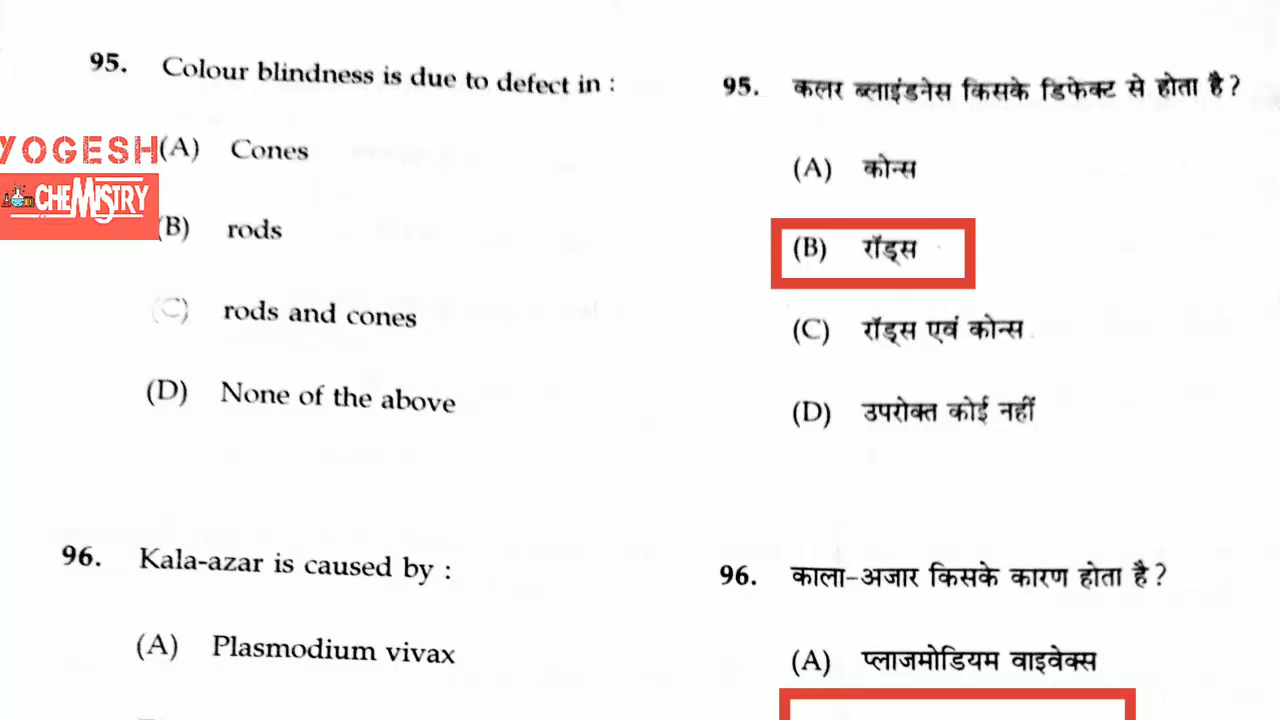 95. Colour blindness is due to defect in :
(A) Cones
(B) rods
(C) rods and cones
(D) None of the above
96. Kala-azar is caused by :
(A) Plasmodium vivax
YOGESH
CHEMISTRY
95. कलर ब्लाइंडनेस किसके डिफेक्ट से होता है?
(A) कोन्स
(B) रॉड्स
(C) रॉड्स एवं कोन्स
(D) उपरोक्त कोई नहीं
96. काला-अजार किसके कारण होता है?
(A) प्लाजमोडियम वाइवेक्स